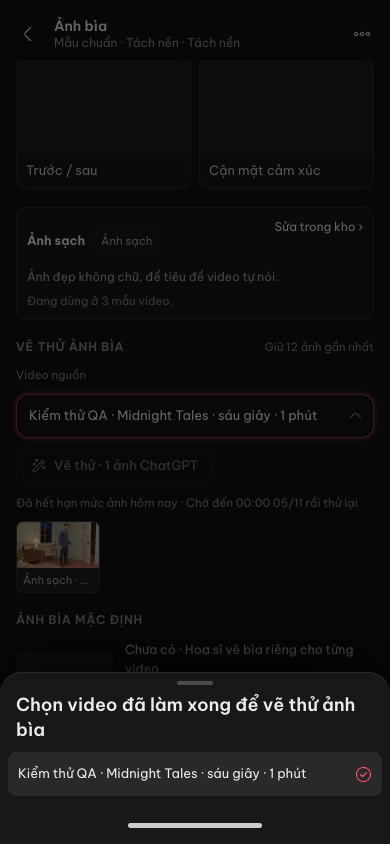 Ảnh bìa
Mẫu chuẩn · Tách nền · Tách nền
Trước / sau
Cận mặt cảm xúc
Sửa trong kho ›
Ảnh sạch
Ảnh sạch
Ảnh đẹp không chữ, để tiêu đề video tự nói.
Đang dùng ở 3 mẫu video.
VẼ THỬ ẢNH BÌA
Giữ 12 ảnh gần nhất
Video nguồn
Kiểm thử QA · Midnight Tales · sáu giây · 1 phút
Vẽ thử · 1 ảnh ChatGPT
Đã hết hạn mức ảnh hôm nay · Chờ đến 00:00 05/11 rồi thử lại
Ảnh sạch · ...
ẢNH BÌA MẶC ĐỊNH
Chưa có · Hoạ sĩ vẽ bìa riêng cho từng
video
Chọn video đã làm xong để vẽ thử ảnh
bìa
Kiểm thử QA · Midnight Tales · sáu giây · 1 phút